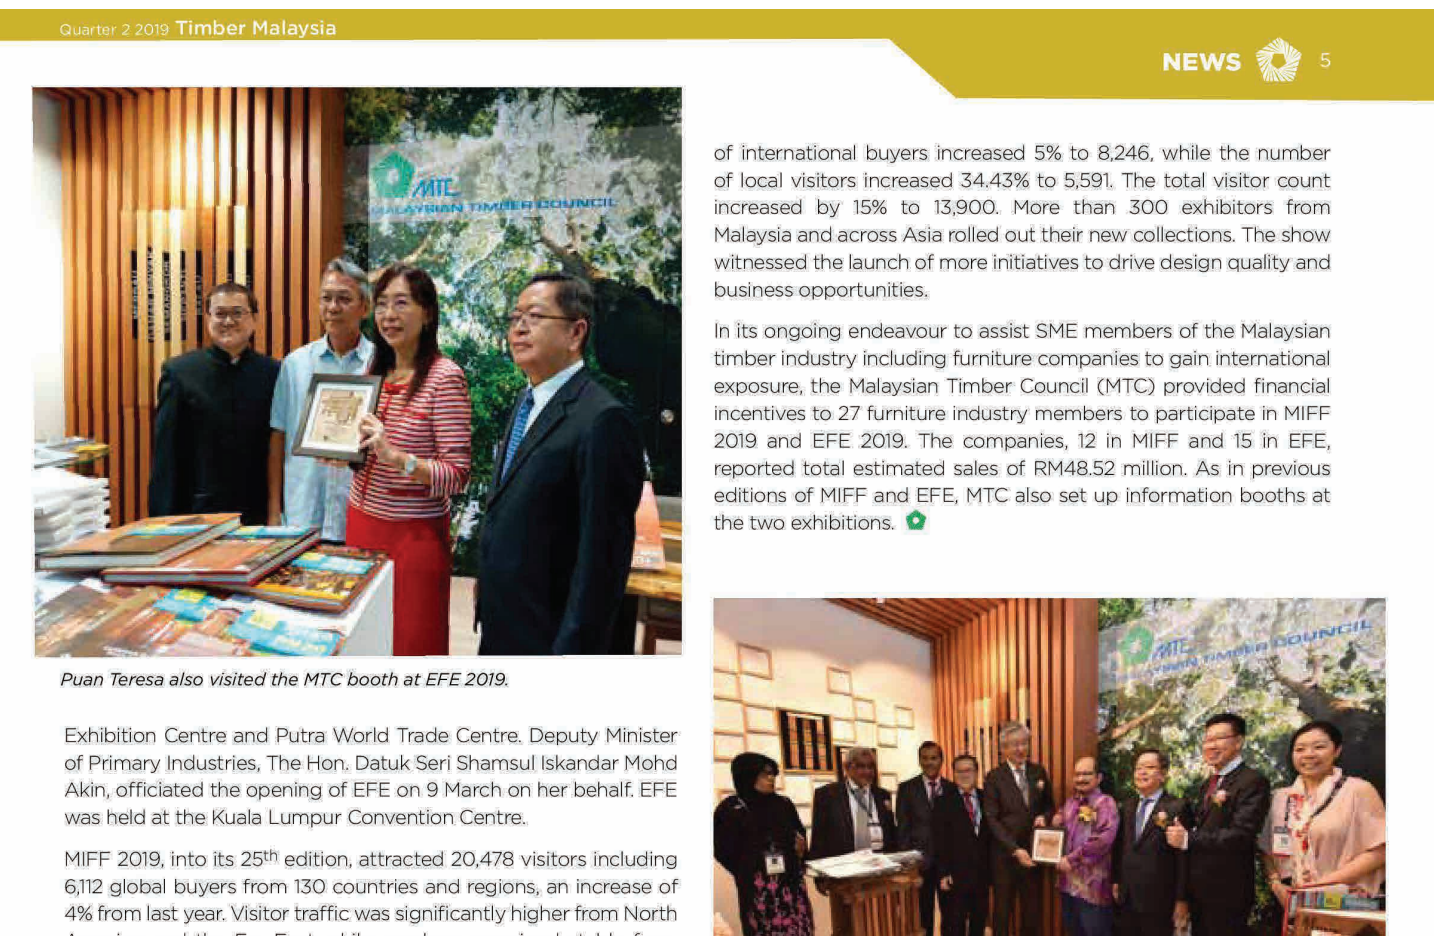 Quarter 2 2019 Timber Malaysia
NEWS 5
MTC
MALAYSIAN TIMBER COUNCIL
Puan Teresa also visited the MTC booth at EFE 2019.
Exhibition Centre and Putra World Trade Centre. Deputy Minister
of Primary Industries, The Hon. Datuk Seri Shamsul Iskandar Mohd
Akin, officiated the opening of EFE on 9 March on her behalf. EFE
was held at the Kuala Lumpur Convention Centre.
MIFF 2019, into its 25th edition, attracted 20,478 visitors including
6,112 global buyers from 130 countries and regions, an increase of
4% from last year. Visitor traffic was significantly higher from North
of international buyers increased 5% to 8,246, while the number
of local visitors increased 34.43% to 5,591. The total visitor count
increased by 15% to 13,900. More than 300 exhibitors from
Malaysia and across Asia rolled out their new collections. The show
witnessed the launch of more initiatives to drive design quality and
business opportunities.
In its ongoing endeavour to assist SME members of the Malaysian
timber industry including furniture companies to gain international
exposure, the Malaysian Timber Council (MTC) provided financial
incentives to 27 furniture industry members to participate in MIFF
2019 and EFE 2019. The companies, 12 in MIFF and 15 in EFE,
reported total estimated sales of RM48.52 million. As in previous
editions of MIFF and EFE, MTC also set up information booths at
the two exhibitions.
MTC
MALAYSIAN TIMBER COUNCIL